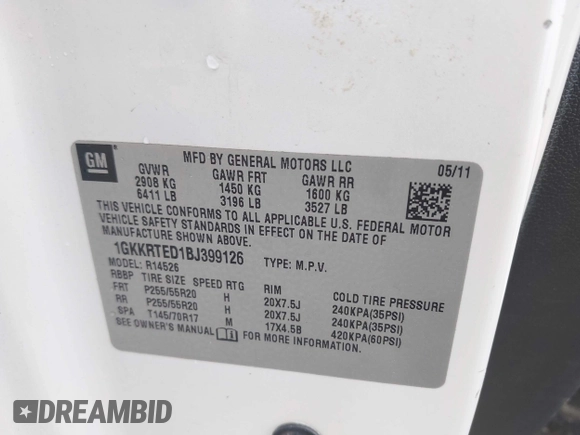 GM
MFD BY GENERAL MOTORS LLC 05/11
GVWR GAWR FRT GAWR RR
2908 KG 1450 KG 1600 KG
6411 LB 3196 LB 3527 LB
THIS VEHICLE CONFORMS TO ALL APPLICABLE U.S. FEDERAL MOTOR
VEHICLE SAFETY STANDARDS IN EFFECT ON THE DATE OF
MANUFACTURE SHOWN ABOVE.
1GKKRTED1BJ399126 TYPE: M.P.V.
MODEL: R14526
RBBP TIRE SIZE SPEED RTG RIM COLD TIRE PRESSURE
FRT P255/55R20 H 20X7.5J 240KPA(35PSI)
RR P255/55R20 H 20X7.5J 240KPA(35PSI)
SPA T145/70R17 M 17X4.5B 420KPA(60PSI)
SEE OWNER'S MANUAL FOR MORE INFORMATION.
DREAMBID